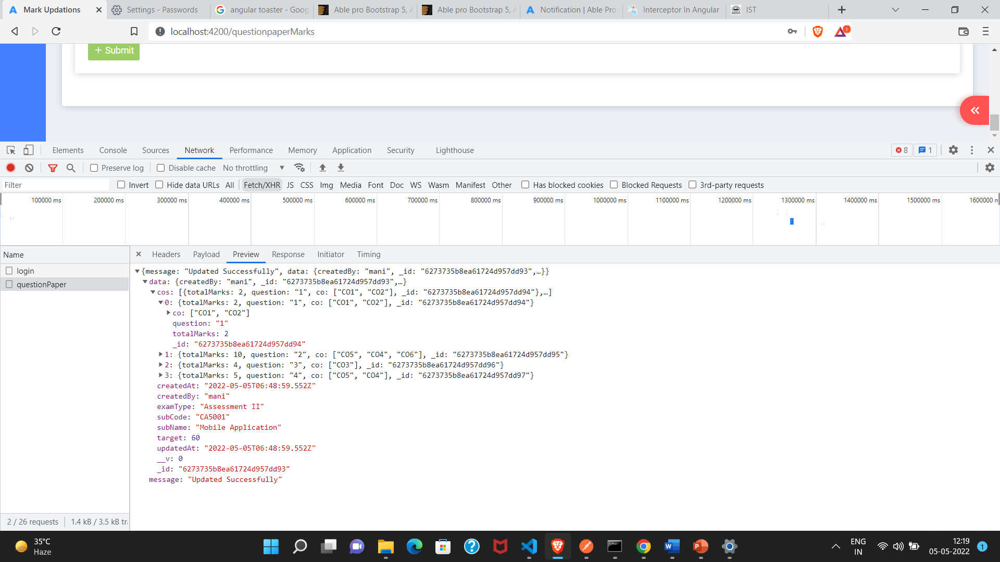 Mark Updations
Settings - Passwords
angular toaster - Goog
Able pro Bootstrap 5, A
Able pro Bootstrap 5, A
Notification | Able Pro
Interceptor In Angular
IST
localhost:4200/questionpaperMarks
1
+ Submit
Elements Console Sources Network Performance Memory Application Security Lighthouse
8
1
Preserve log Disable cache No throttling
Filter Invert Hide data URLs All Fetch/XHR JS CSS Img Media Font Doc WS Wasm Manifest Other Has blocked cookies Blocked Requests 3rd-party requests
100000 ms 200000 ms 300000 ms 400000 ms 500000 ms 600000 ms 700000 ms 800000 ms 900000 ms 1000000 ms 1100000 ms 1200000 ms 1300000 ms 1400000 ms 1500000 ms 1600000 m
Name
login
questionPaper
Headers Payload Preview Response Initiator Timing
{message: "Updated Successfully", data: {createdBy: "mani", _id: "6273735b8ea61724d957dd93",…}}
data: {createdBy: "mani", _id: "6273735b8ea61724d957dd93",…}
cos: [{totalMarks: 2, question: "1", co: ["CO1", "CO2"], _id: "6273735b8ea61724d957dd94"},…]
0: {totalMarks: 2, question: "1", co: ["CO1", "CO2"], _id: "6273735b8ea61724d957dd94"}
co: ["CO1", "CO2"]
question: "1"
totalMarks: 2
_id: "6273735b8ea61724d957dd94"
1: {totalMarks: 10, question: "2", co: ["CO5", "CO4", "CO6"], _id: "6273735b8ea61724d957dd95"}
2: {totalMarks: 4, question: "3", co: ["CO3"], _id: "6273735b8ea61724d957dd96"}
3: {totalMarks: 5, question: "4", co: ["CO5", "CO4"], _id: "6273735b8ea61724d957dd97"}
createdAt: "2022-05-05T06:48:59.552Z"
createdBy: "mani"
examType: "Assessment II"
subCode: "CA5001"
subName: "Mobile Application"
target: 60
updatedAt: "2022-05-05T06:48:59.552Z"
__v: 0
_id: "6273735b8ea61724d957dd93"
message: "Updated Successfully"
2 / 26 requests 1.4 kB / 3.5 kB tra
35°C
Haze
ENG
IN
12:19
05-05-2022
1